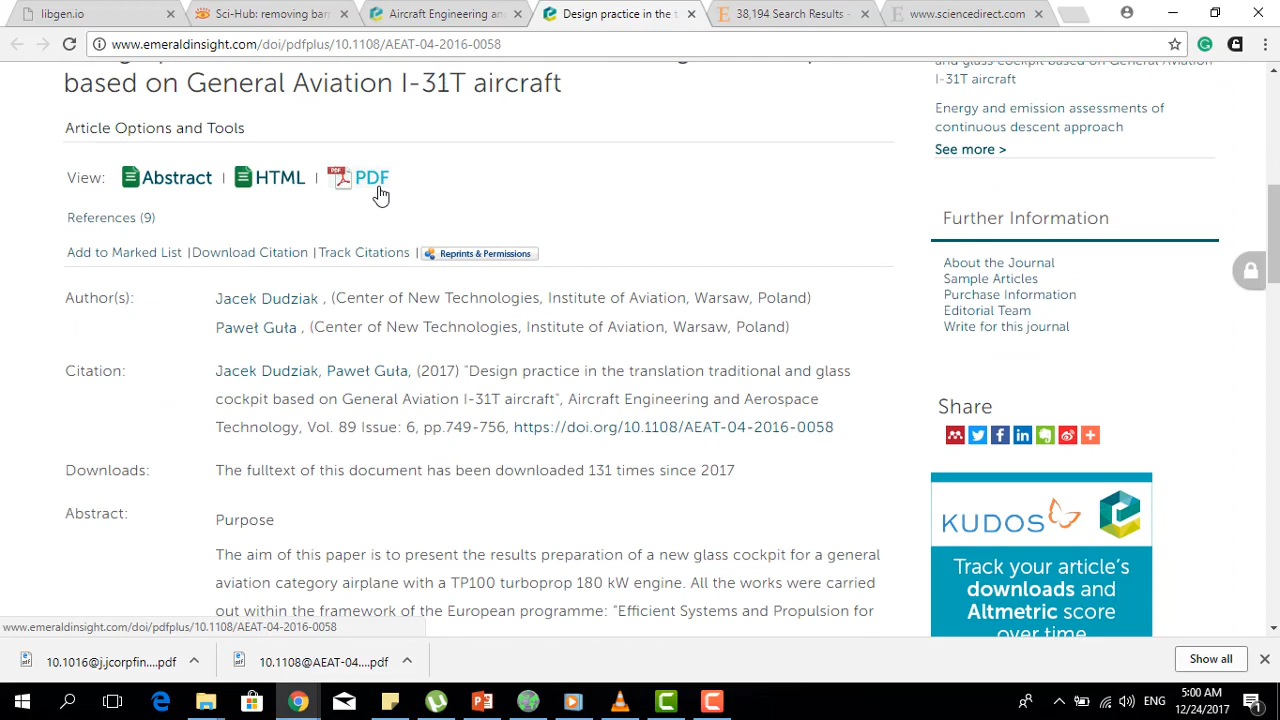 libgen.io
Sci-Hub: removing barr
Aircraft Engineering and
Design practice in the t
38,194 Search Results -
www.sciencedirect.com
www.emeraldinsight.com/doi/pdfplus/10.1108/AEAT-04-2016-0058
based on General Aviation I-31T aircraft
Article Options and Tools
View: Abstract | HTML | PDF
References (9)
Add to Marked List |Download Citation |Track Citations | Reprints & Permissions
Author(s): Jacek Dudziak , (Center of New Technologies, Institute of Aviation, Warsaw, Poland)
Paweł Guła , (Center of New Technologies, Institute of Aviation, Warsaw, Poland)
Citation: Jacek Dudziak, Paweł Guła, (2017) "Design practice in the translation traditional and glass
cockpit based on General Aviation I-31T aircraft", Aircraft Engineering and Aerospace
Technology, Vol. 89 Issue: 6, pp.749-756, https://doi.org/10.1108/AEAT-04-2016-0058
Downloads: The fulltext of this document has been downloaded 131 times since 2017
Abstract: Purpose
The aim of this paper is to present the results preparation of a new glass cockpit for a general
aviation category airplane with a TP100 turboprop 180 kW engine. All the works were carried
out within the framework of the European programme: "Efficient Systems and Propulsion for
and glass cockpit based on General Aviation
I-31T aircraft
Energy and emission assessments of
continuous descent approach
See more >
Further Information
About the Journal
Sample Articles
Purchase Information
Editorial Team
Write for this journal
Share
KUDOS
Track your article's
downloads and
Altmetric score
over time
www.emeraldinsight.com/doi/pdfplus/10.1108/AEAT-04-2016-0058
10.1016@j.jcorpfin....pdf
10.1108@AEAT-04....pdf
Show all
ENG
5:00 AM
12/24/2017
1